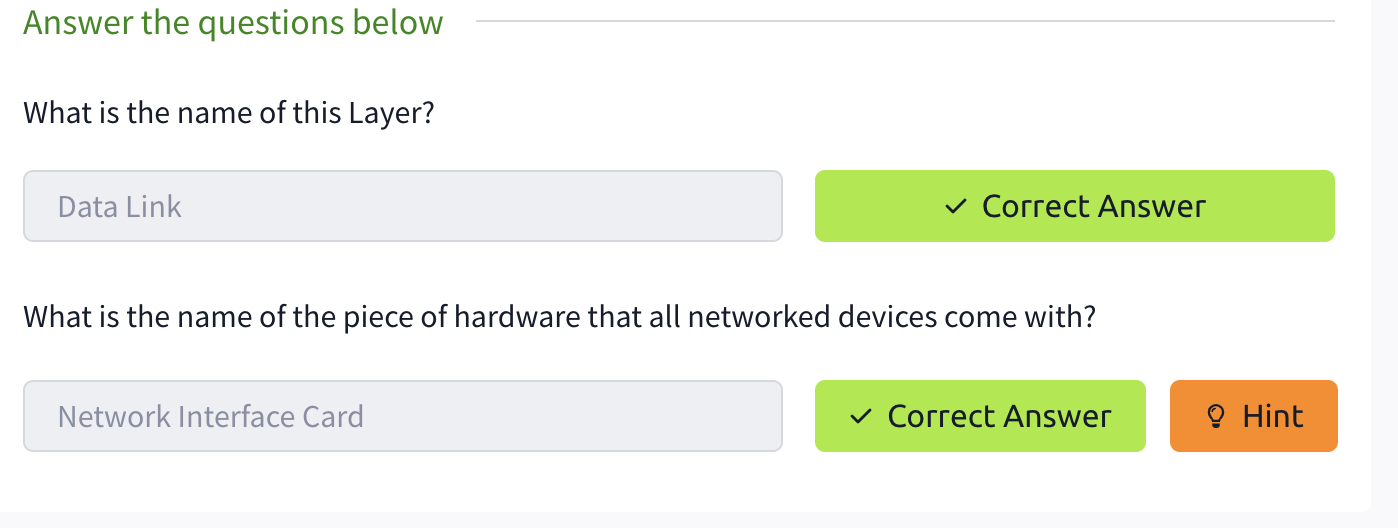 Answer the questions below
What is the name of this Layer?
Data Link
Correct Answer
What is the name of the piece of hardware that all networked devices come with?
Network Interface Card
Correct Answer
Hint